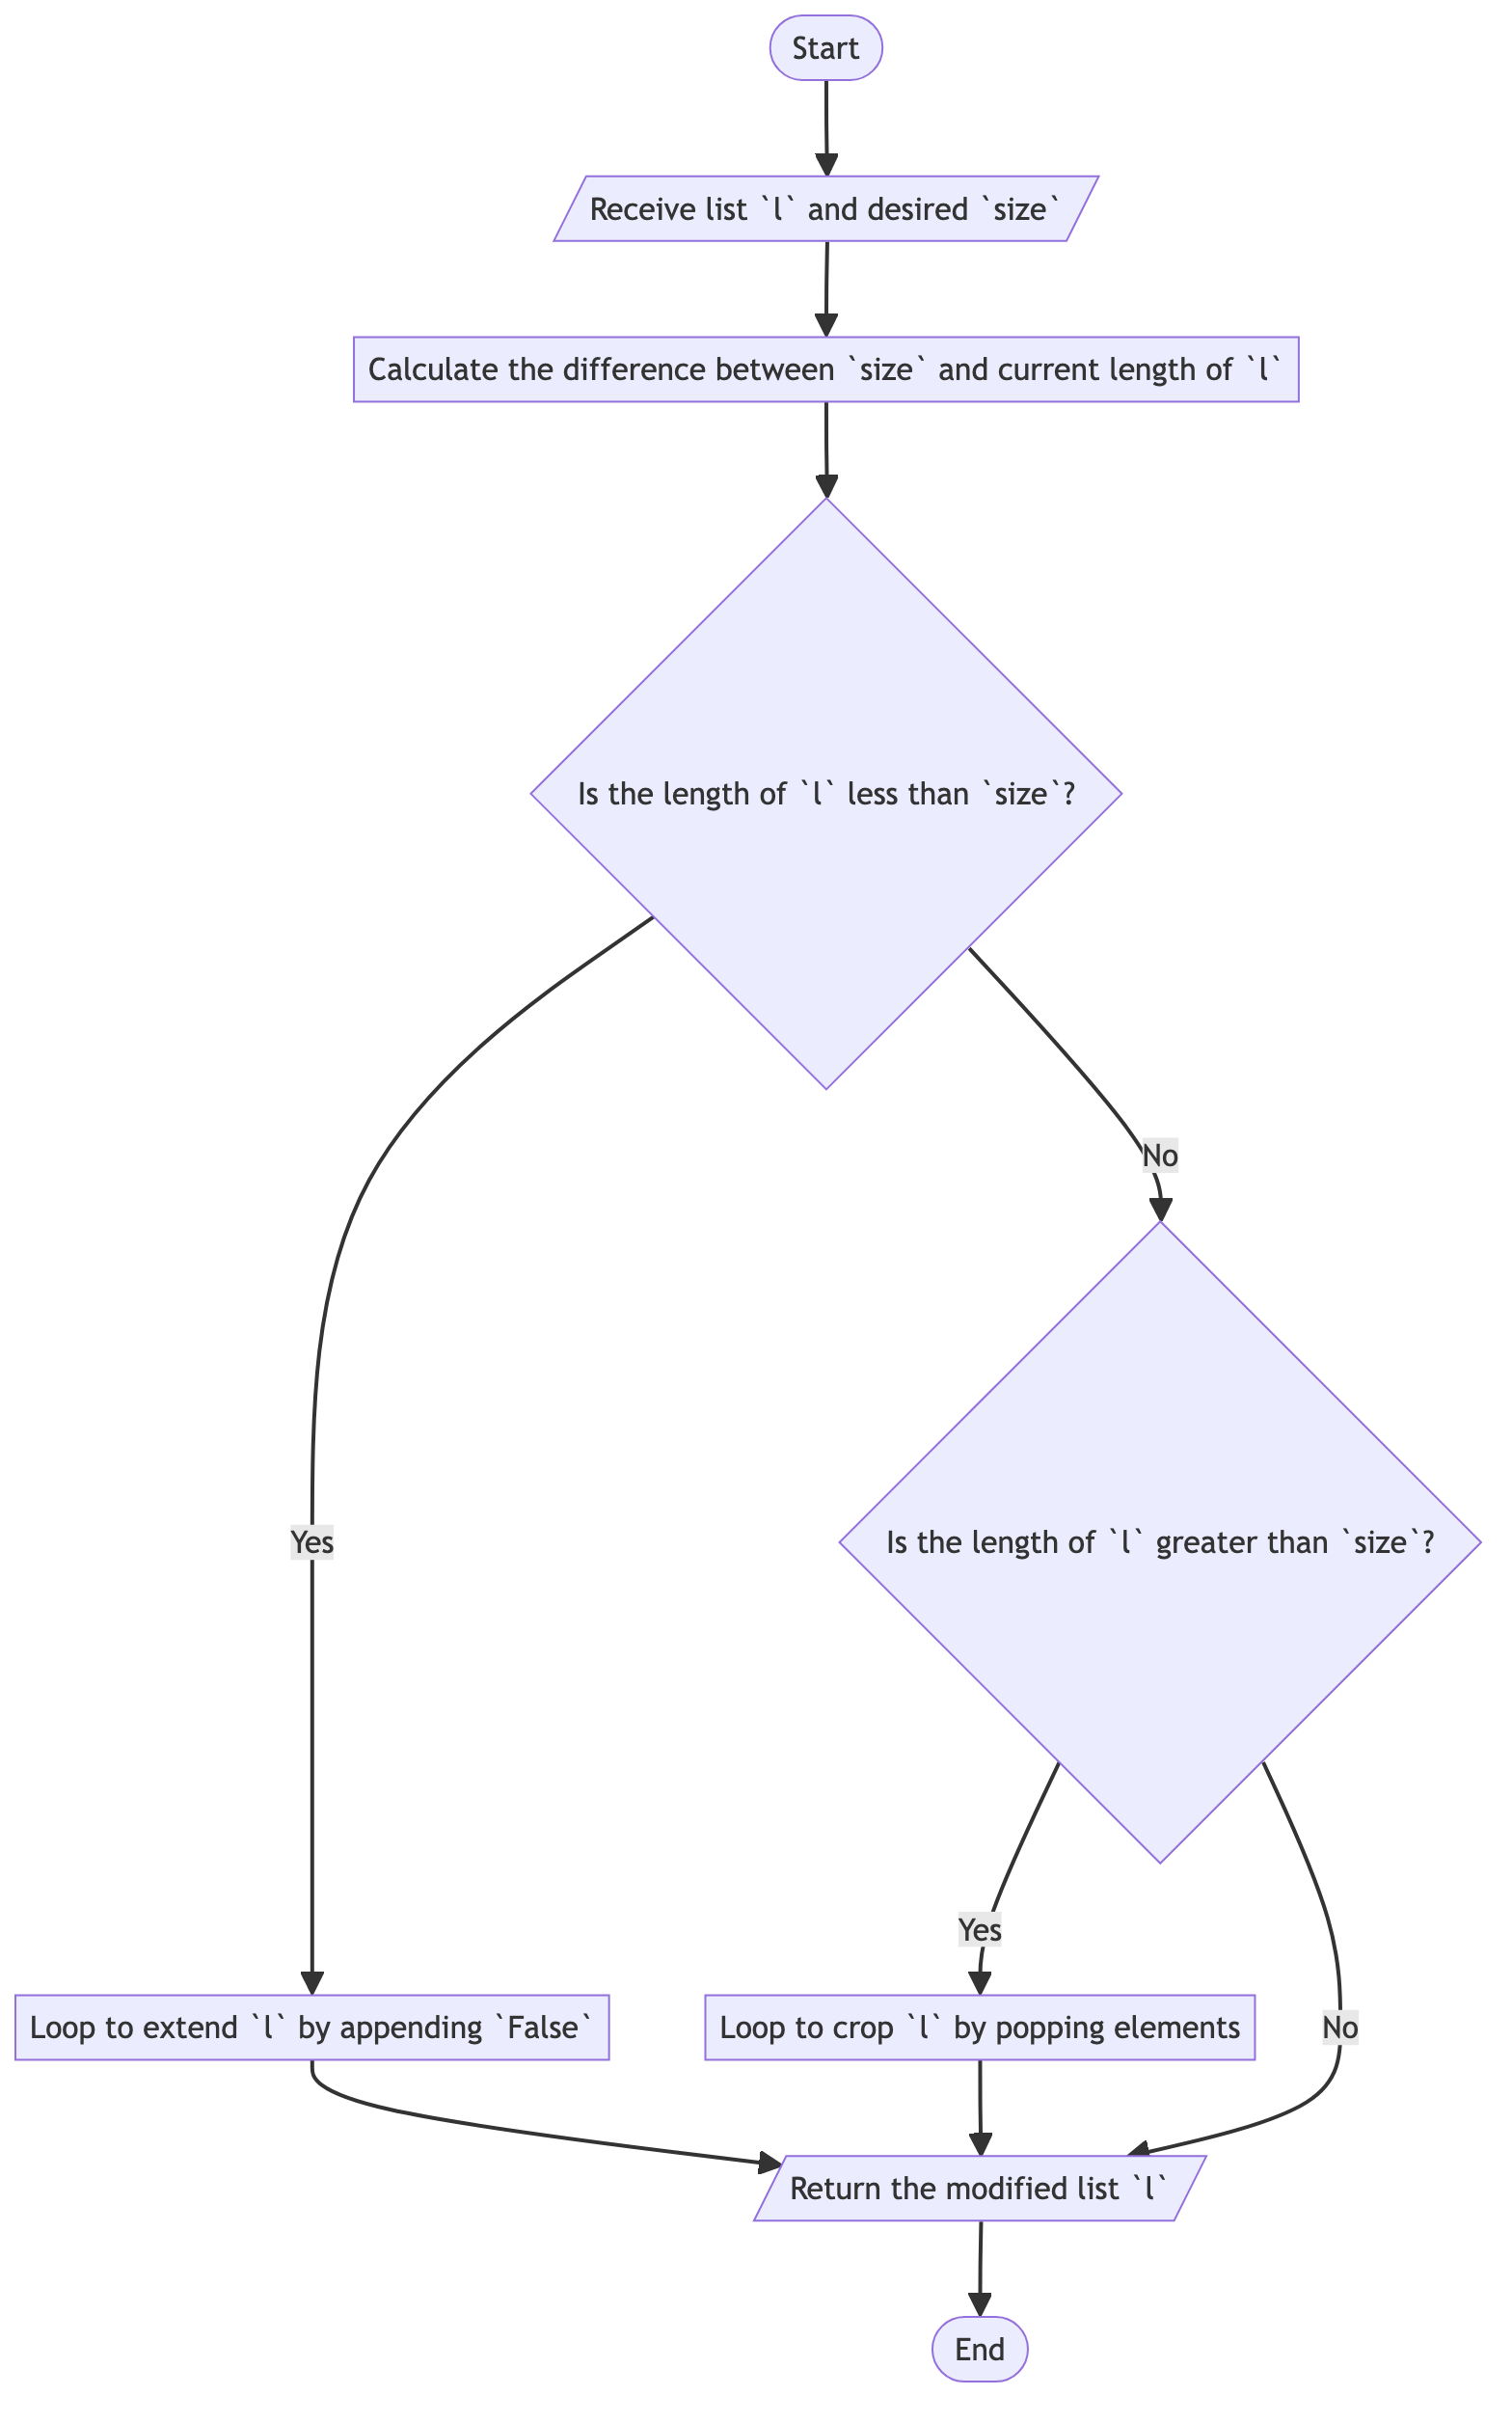 Start
Receive list `l` and desired `size`
Calculate the difference between `size` and current length of `l`
Is the length of `l` less than `size`?
No
Is the length of `l` greater than `size`?
Yes
Yes
Loop to extend `l` by appending `False`
Loop to crop `l` by popping elements
No
Return the modified list `l`
End